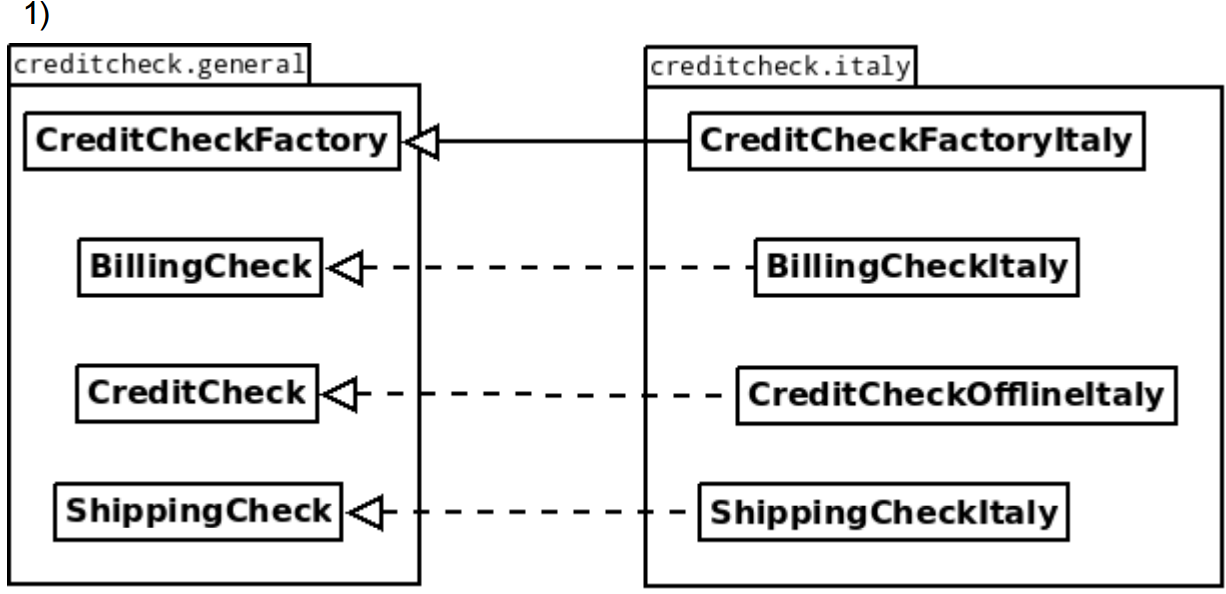 1)
creditcheck.general
creditcheck.italy
CreditCheckFactory
CreditCheckFactoryItaly
BillingCheck
BillingCheckItaly
CreditCheck
CreditCheckOfflineItaly
ShippingCheck
ShippingCheckItaly